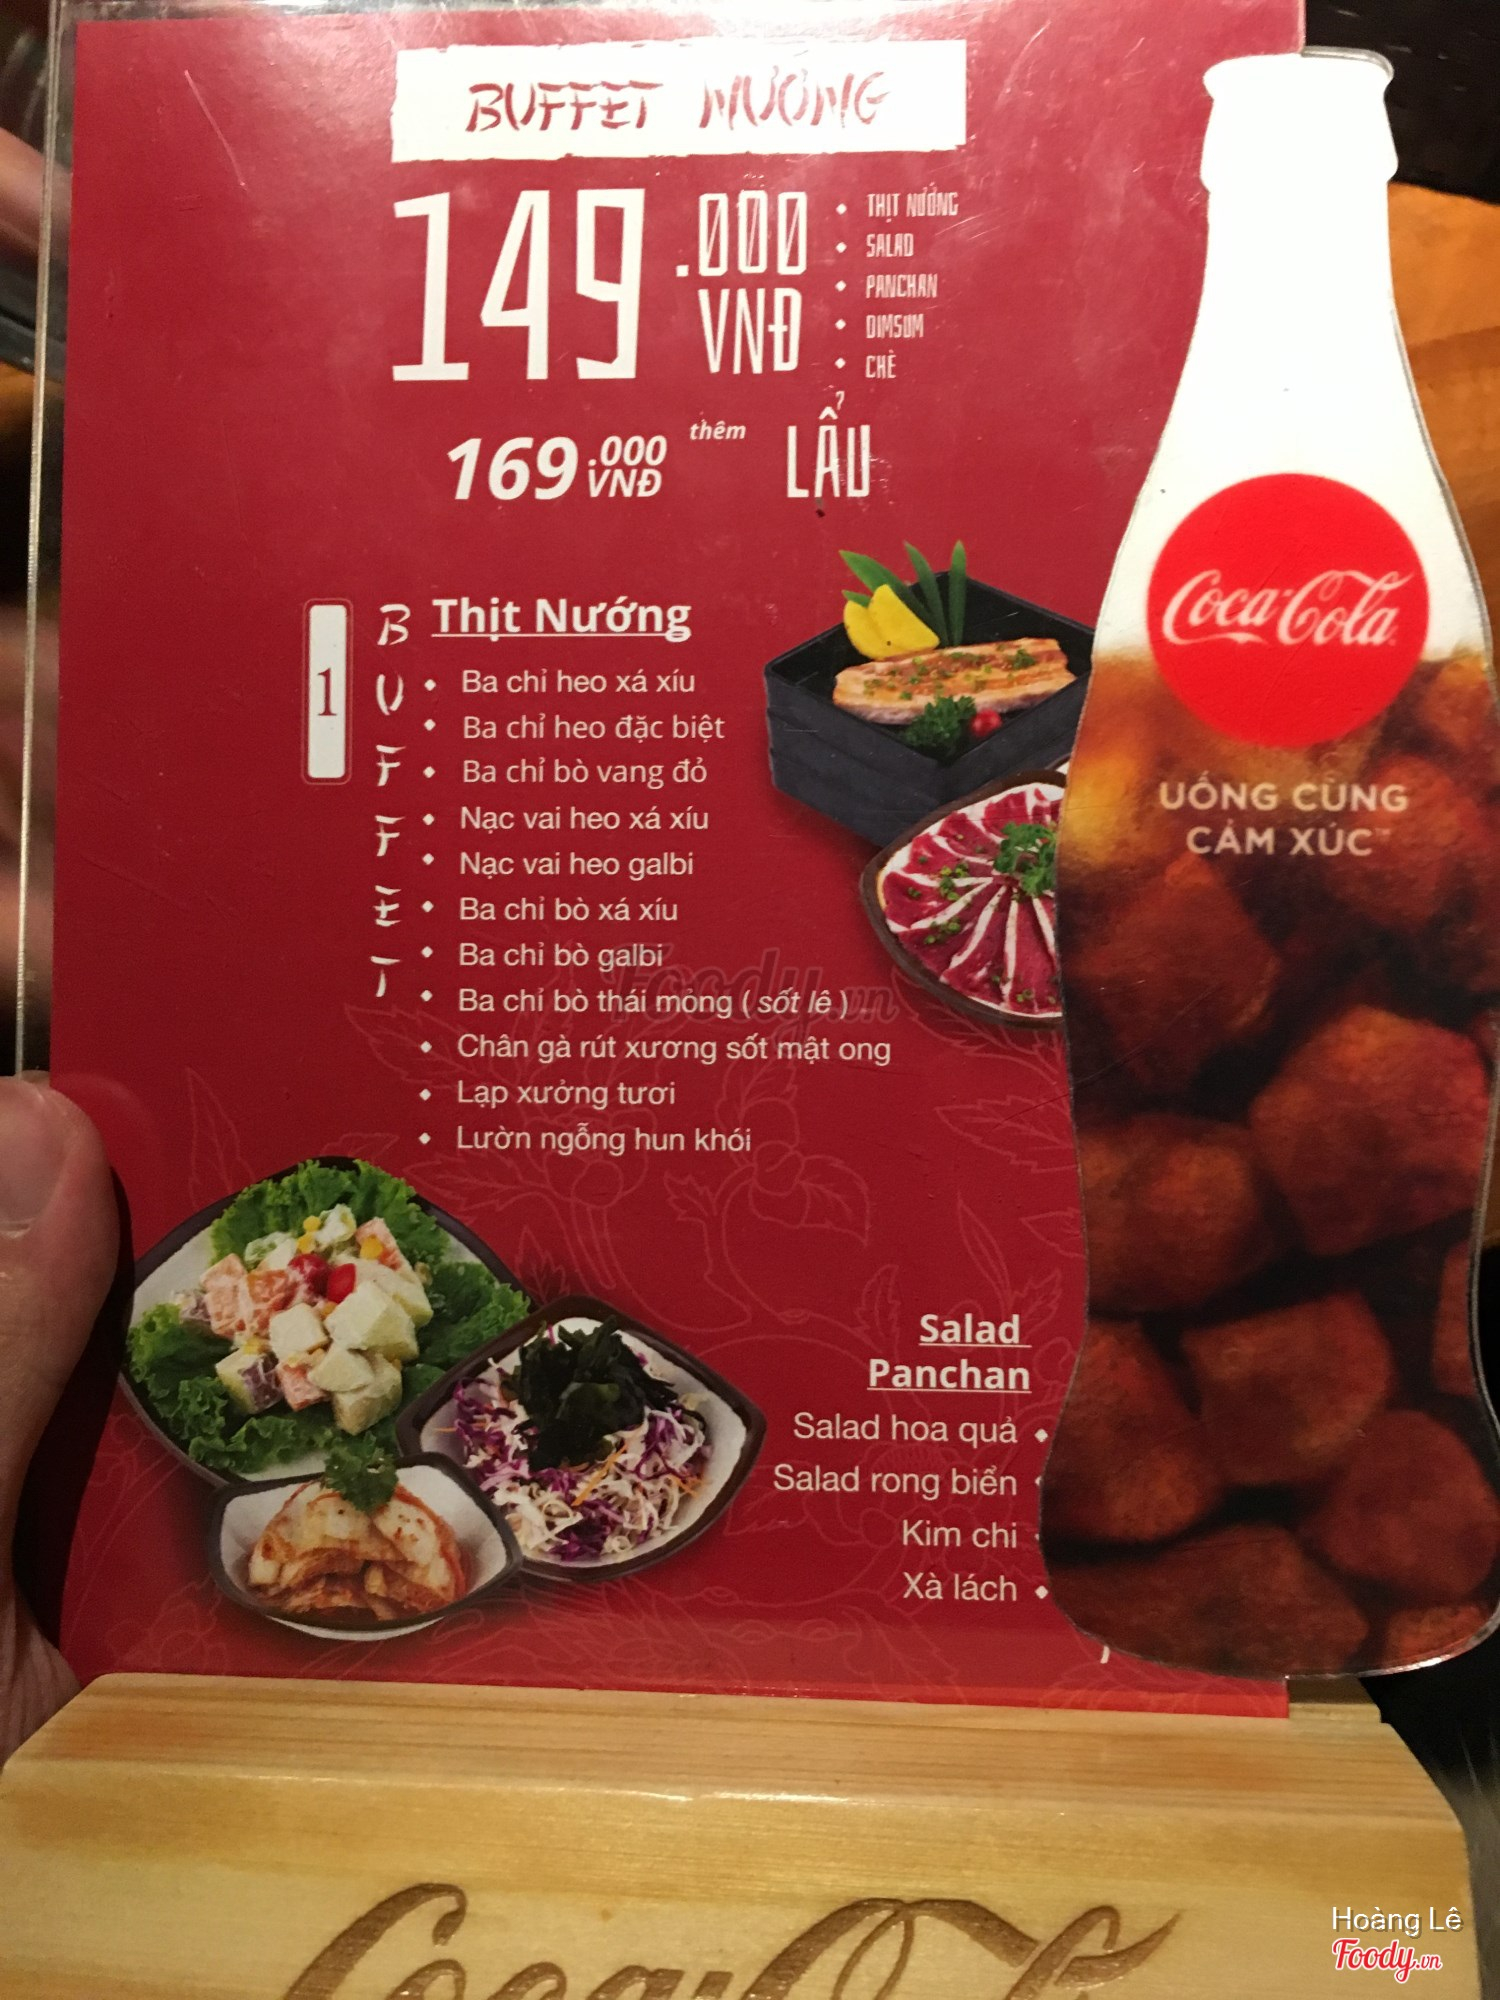 BUFFET NƯỚNG
149.000
VNĐ
THỊT NƯỚNG
SALAD
PANCHAN
DIMSUM
CHÈ
169.000
VNĐ
thêm
LẨU
1
BUFFET
Thịt Nướng
Ba chỉ heo xá xíu
Ba chỉ heo đặc biệt
Ba chỉ bò vang đỏ
Nạc vai heo xá xíu
Nạc vai heo galbi
Ba chỉ bò xá xíu
Ba chỉ bò galbi
Ba chỉ bò thái mỏng ( sốt lê )
Chân gà rút xương sốt mật ong
Lạp xưởng tươi
Lườn ngỗng hun khói
Salad
Panchan
Salad hoa quả
Salad rong biển
Kim chi
Xà lách
Coca-Cola
UỐNG CÙNG
CẢM XÚC™
Foody.vn
Coca-Cola
Hoàng Lê
Foody.vn